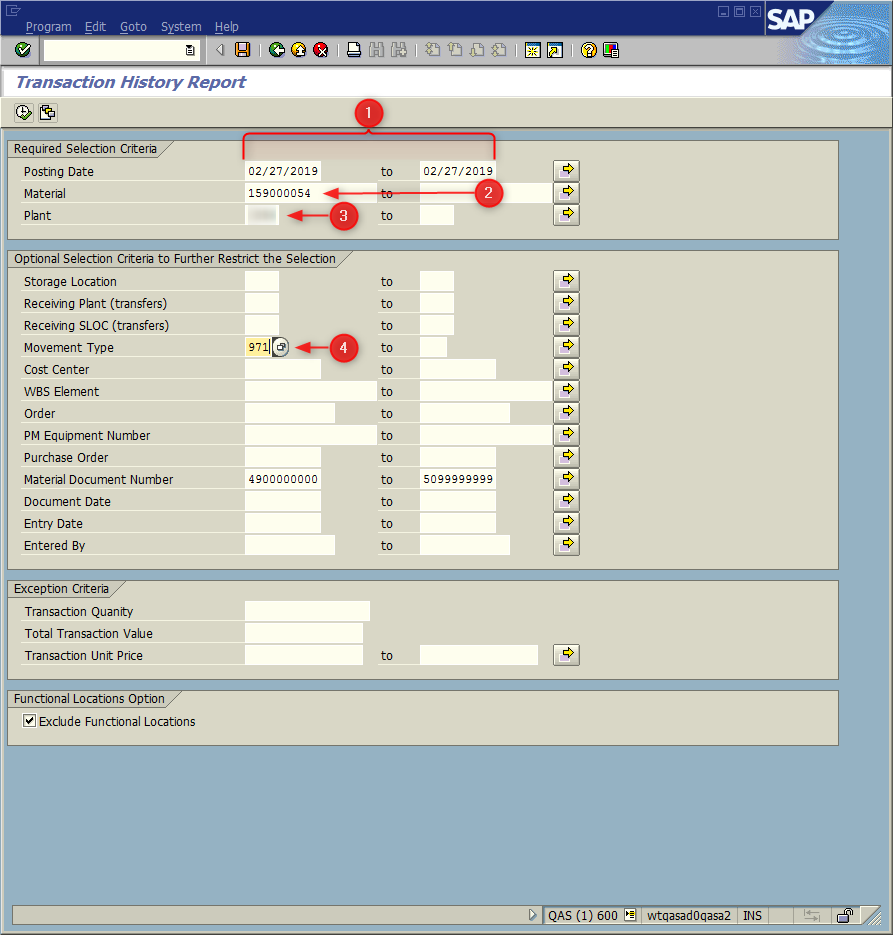 Program Edit Goto System Help
SAP
Transaction History Report
1
Required Selection Criteria
Posting Date 02/27/2019 to 02/27/2019
Material 159000054 to 2
Plant 3 to
Optional Selection Criteria to Further Restrict the Selection
Storage Location to
Receiving Plant (transfers) to
Receiving SLOC (transfers) to
Movement Type 971 4 to
Cost Center to
WBS Element to
Order to
PM Equipment Number to
Purchase Order to
Material Document Number 4900000000 to 5099999999
Document Date to
Entry Date to
Entered By to
Exception Criteria
Transaction Quanity
Total Transaction Value
Transaction Unit Price to
Functional Locations Option
Exclude Functional Locations
QAS (1) 600 wtqasad0qasa2 INS